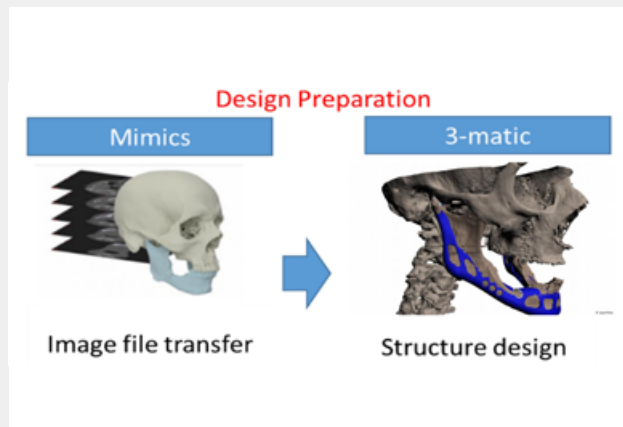 Design Preparation
Mimics
3-matic
Image file transfer
Structure design